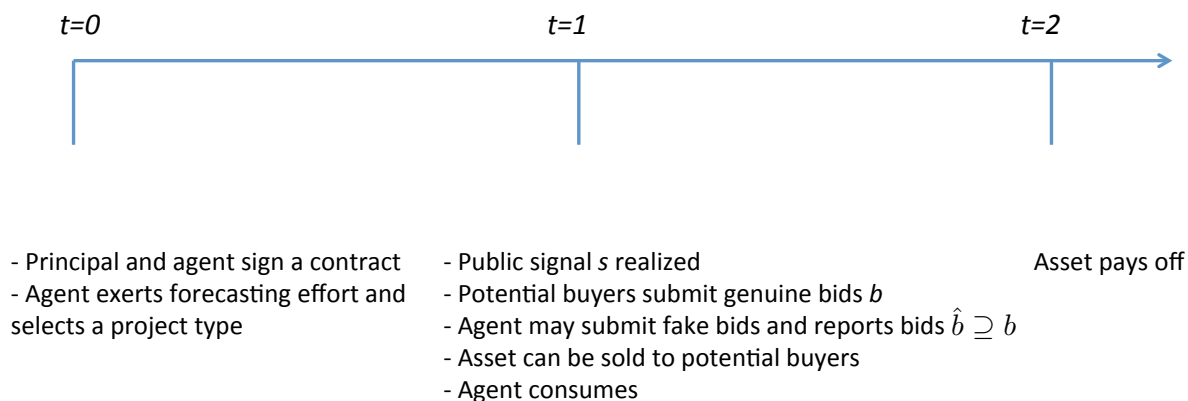 t=0
t=1
t=2
- Principal and agent sign a contract
- Agent exerts forecasting effort and
selects a project type
- Public signal s realized
- Potential buyers submit genuine bids b
- Agent may submit fake bids and reports bids b̂ ⊇ b
- Asset can be sold to potential buyers
- Agent consumes
Asset pays off